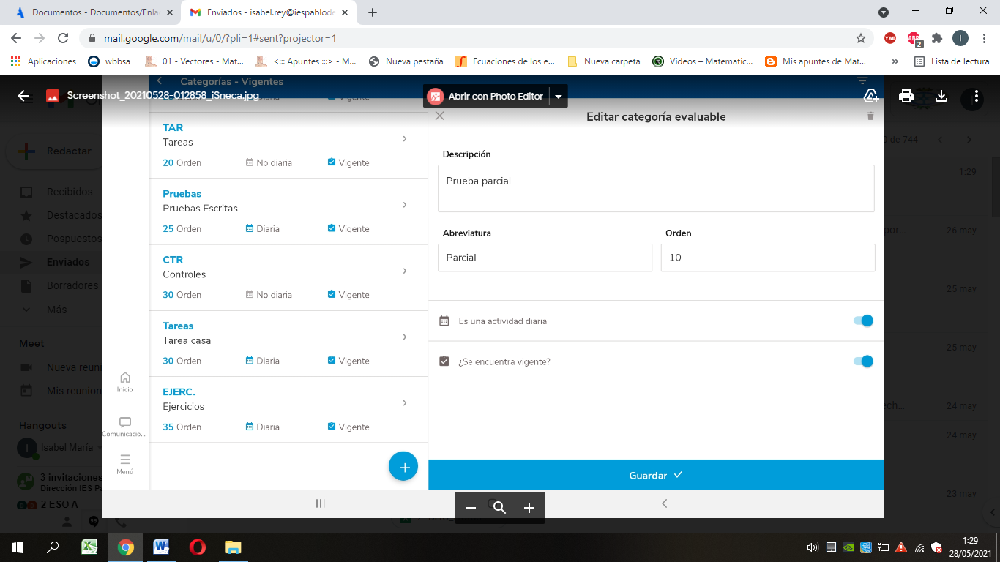 Documentos - Documentos/Enla
Enviados - isabel.rey@iespablode
mail.google.com/mail/u/0/?pli=1#sent?projector=1
Aplicaciones
wbbsa
01 - Vectores - Mat...
<::: Apuntes :::> - M...
Nueva pestaña
Ecuaciones de los e...
Nueva carpeta
Videos – Matematic...
Mis apuntes de Mat...
»
Lista de lectura
YAB
ABP
2
I
Categorías - Vigentes
Screenshot_20210528-012858_iSneca.jpg
Abrir con Photo Editor
Redactar
Recibidos
Destacados
Pospuestos
Enviados
Borradores
Más
Meet
Nueva reuni
Mis reunion
Hangouts
I
Isabel María
3 invitaciones
Dirección IES Pa
2 ESO A
Inicio
Comunicacio...
Menú
TAR
Tareas
20 Orden No diaria Vigente
Pruebas
Pruebas Escritas
25 Orden Diaria Vigente
CTR
Controles
30 Orden No diaria Vigente
Tareas
Tarea casa
30 Orden Diaria Vigente
EJERC.
Ejercicios
35 Orden Diaria Vigente
+
Editar categoría evaluable
Descripción
Prueba parcial
Abreviatura
Orden
Parcial
10
Es una actividad diaria
¿Se encuentra vigente?
Guardar
de 744
1:29
26 may
25 may
25 may
24 may
24 may
23 may
1:29
28/05/2021